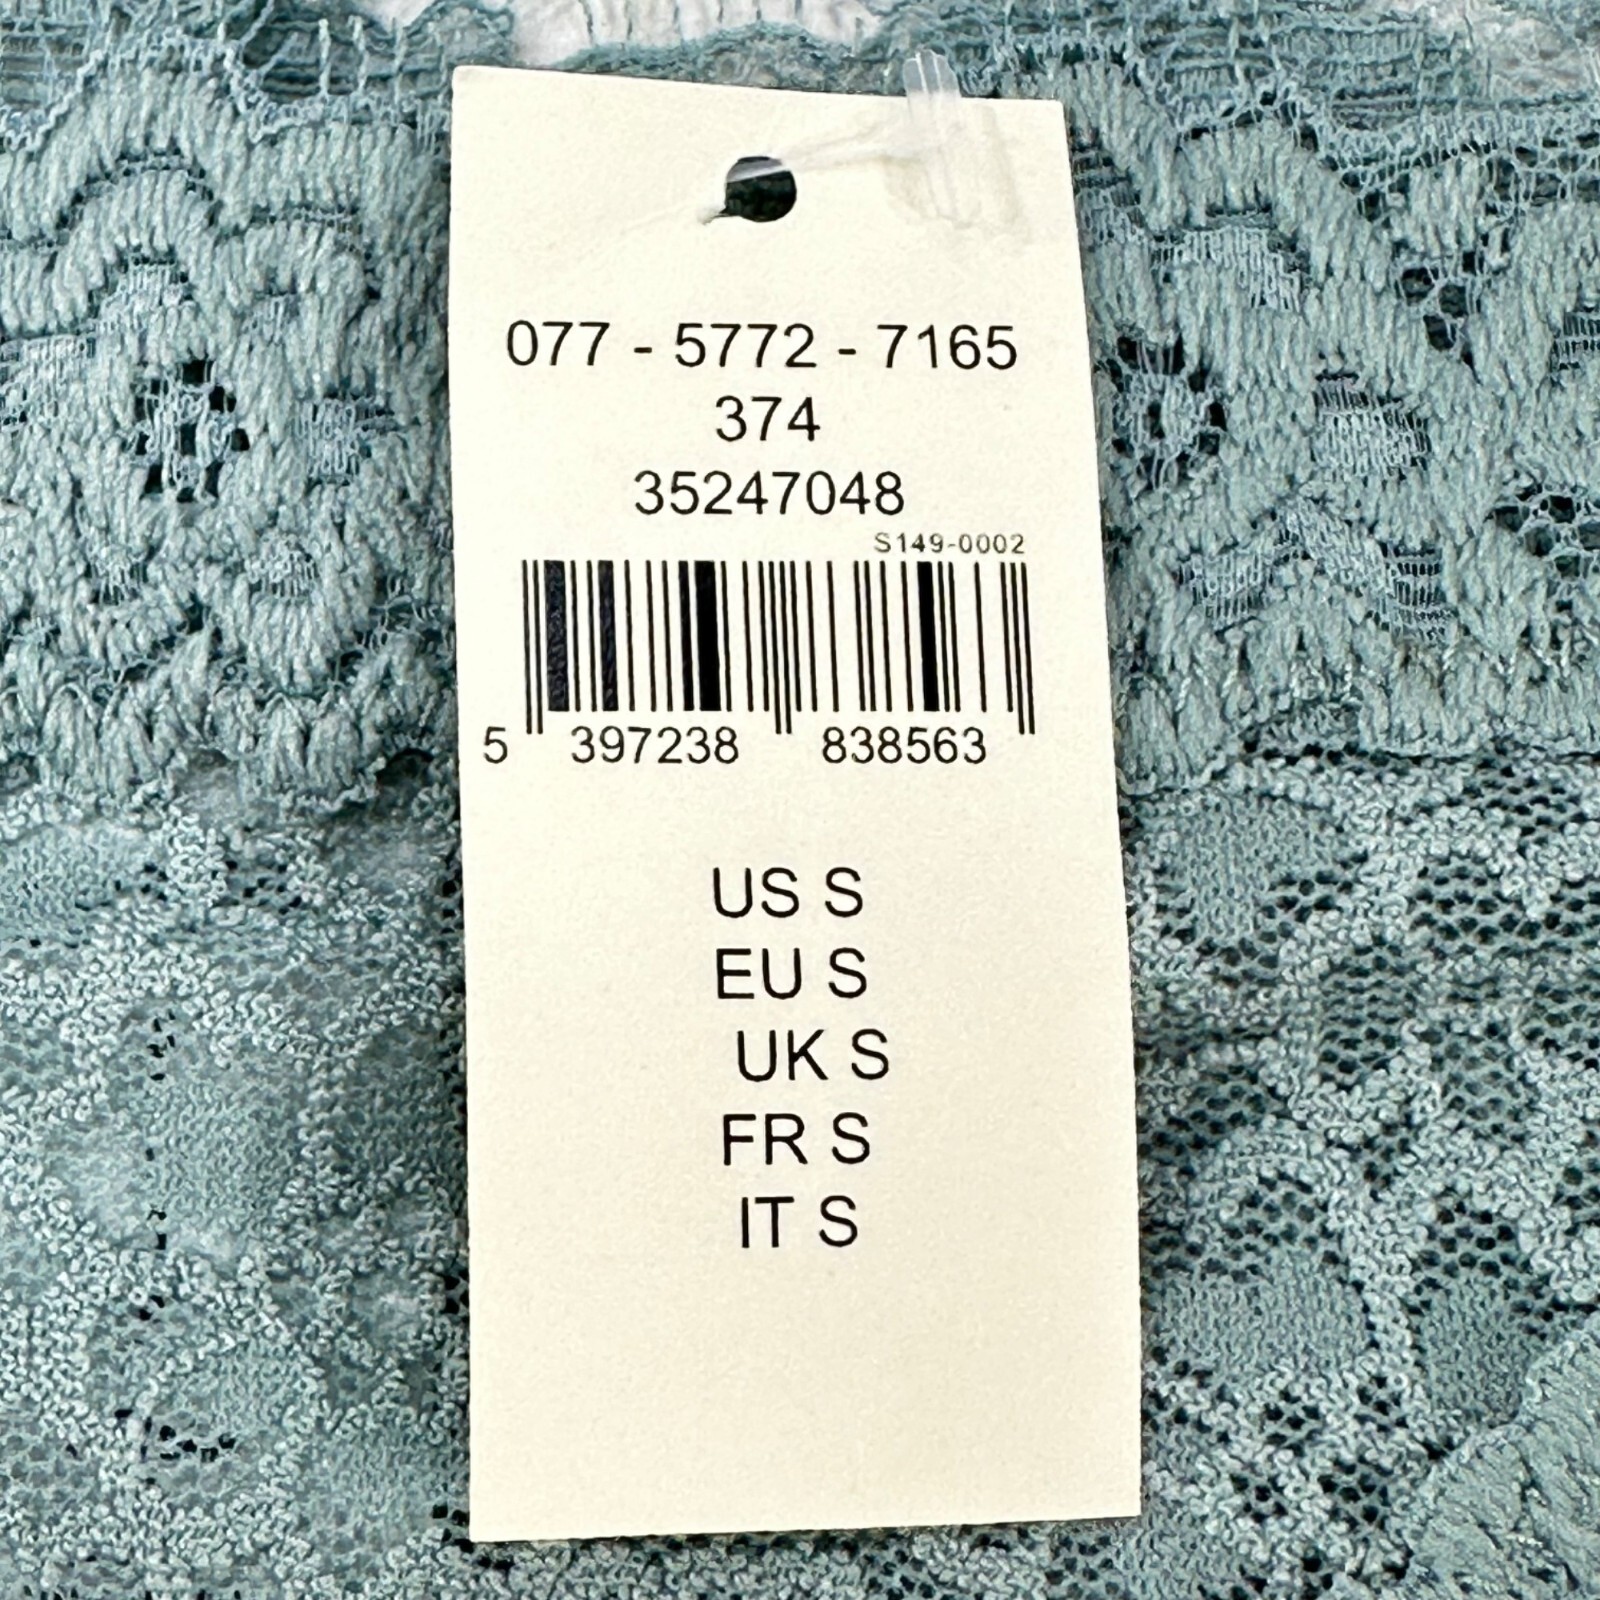 077 - 5772 - 7165
374
35247048
S149-0002
5 397238 838563
US S
EU S
UK S
FR S
IT S